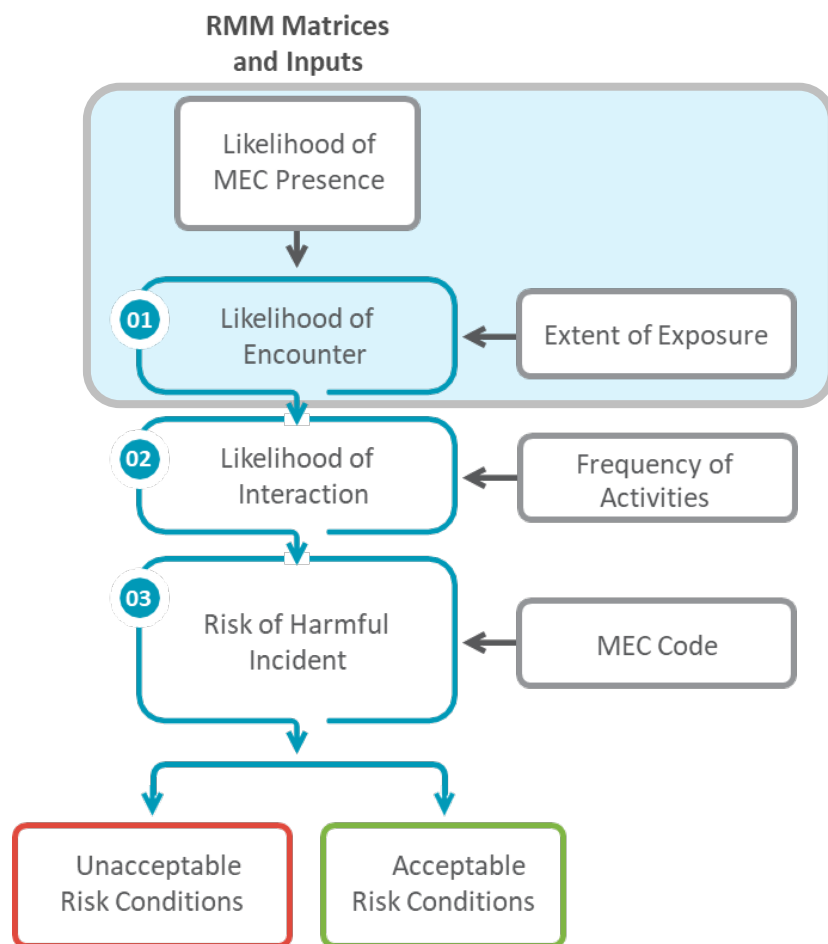 RMM Matrices
and Inputs
Likelihood of
MEC Presence
01
Likelihood of
Encounter
Extent of Exposure
02
Likelihood of
Interaction
Frequency of
Activities
03
Risk of Harmful
Incident
MEC Code
Unacceptable
Risk Conditions
Acceptable
Risk Conditions